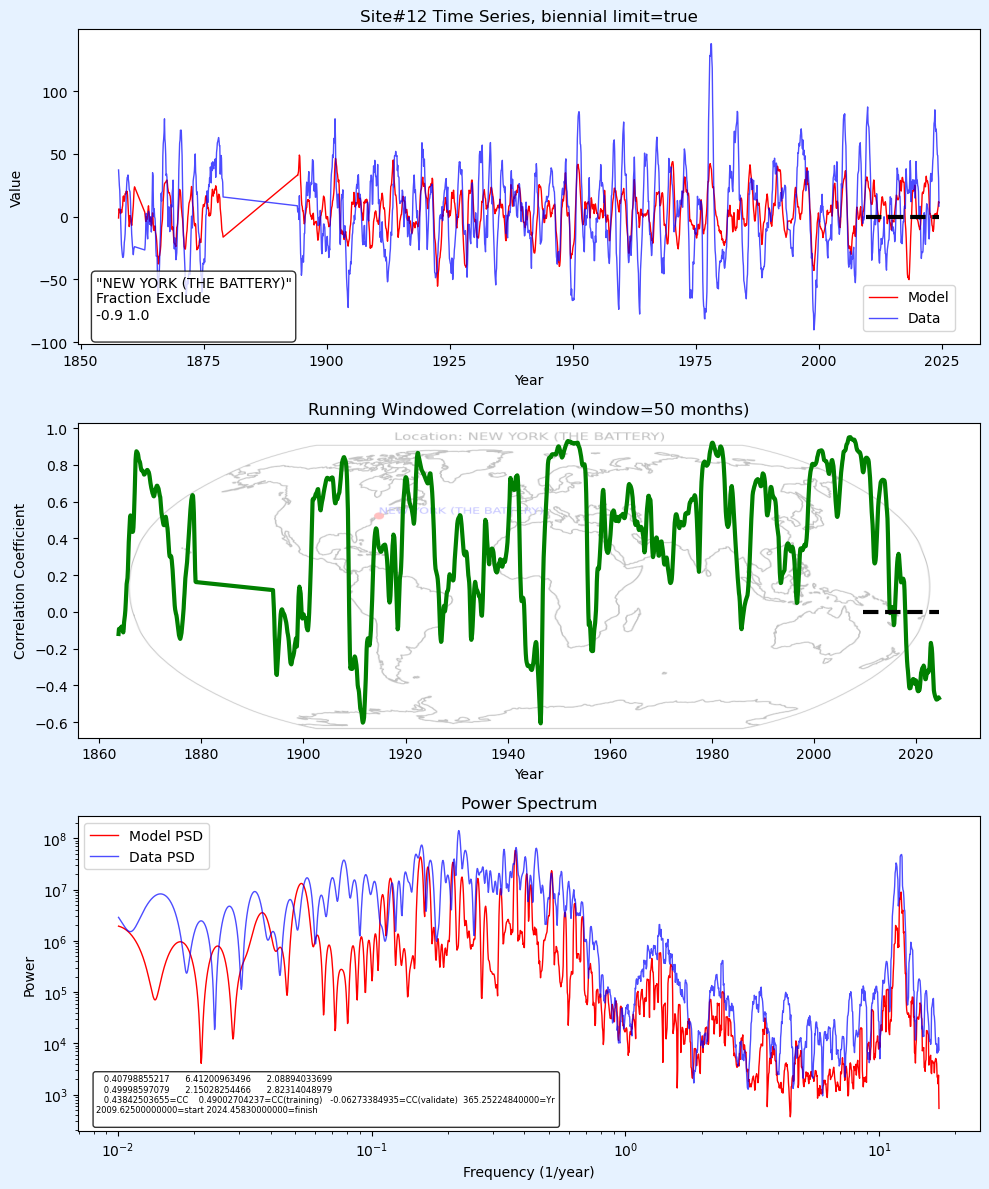 Site#12 Time Series, biennial limit=true
Value
100
50
0
−50
−100
"NEW YORK (THE BATTERY)"
Fraction Exclude
-0.9 1.0
Model
Data
1850 1875 1900 1925 1950 1975 2000 2025
Year
Running Windowed Correlation (window=50 months)
Correlation Coefficient
1.0
0.8
0.6
0.4
0.2
0.0
−0.2
−0.4
−0.6
Location: NEW YORK (THE BATTERY)
NEW YORK (THE BATTERY)
1860 1880 1900 1920 1940 1960 1980 2000 2020
Year
Power Spectrum
Power
10⁸
10⁷
10⁶
10⁵
10⁴
10³
Model PSD
Data PSD
0.40798855217 6.41200963496 2.08894033699
0.49998597079 2.15028254466 2.82314048979
0.43842503655=CC 0.49002704237=CC(training) -0.06273384935=CC(validate) 365.25224840000=Yr
2009.62500000000=start 2024.45830000000=finish
10⁻² 10⁻¹ 10⁰ 10¹
Frequency (1/year)